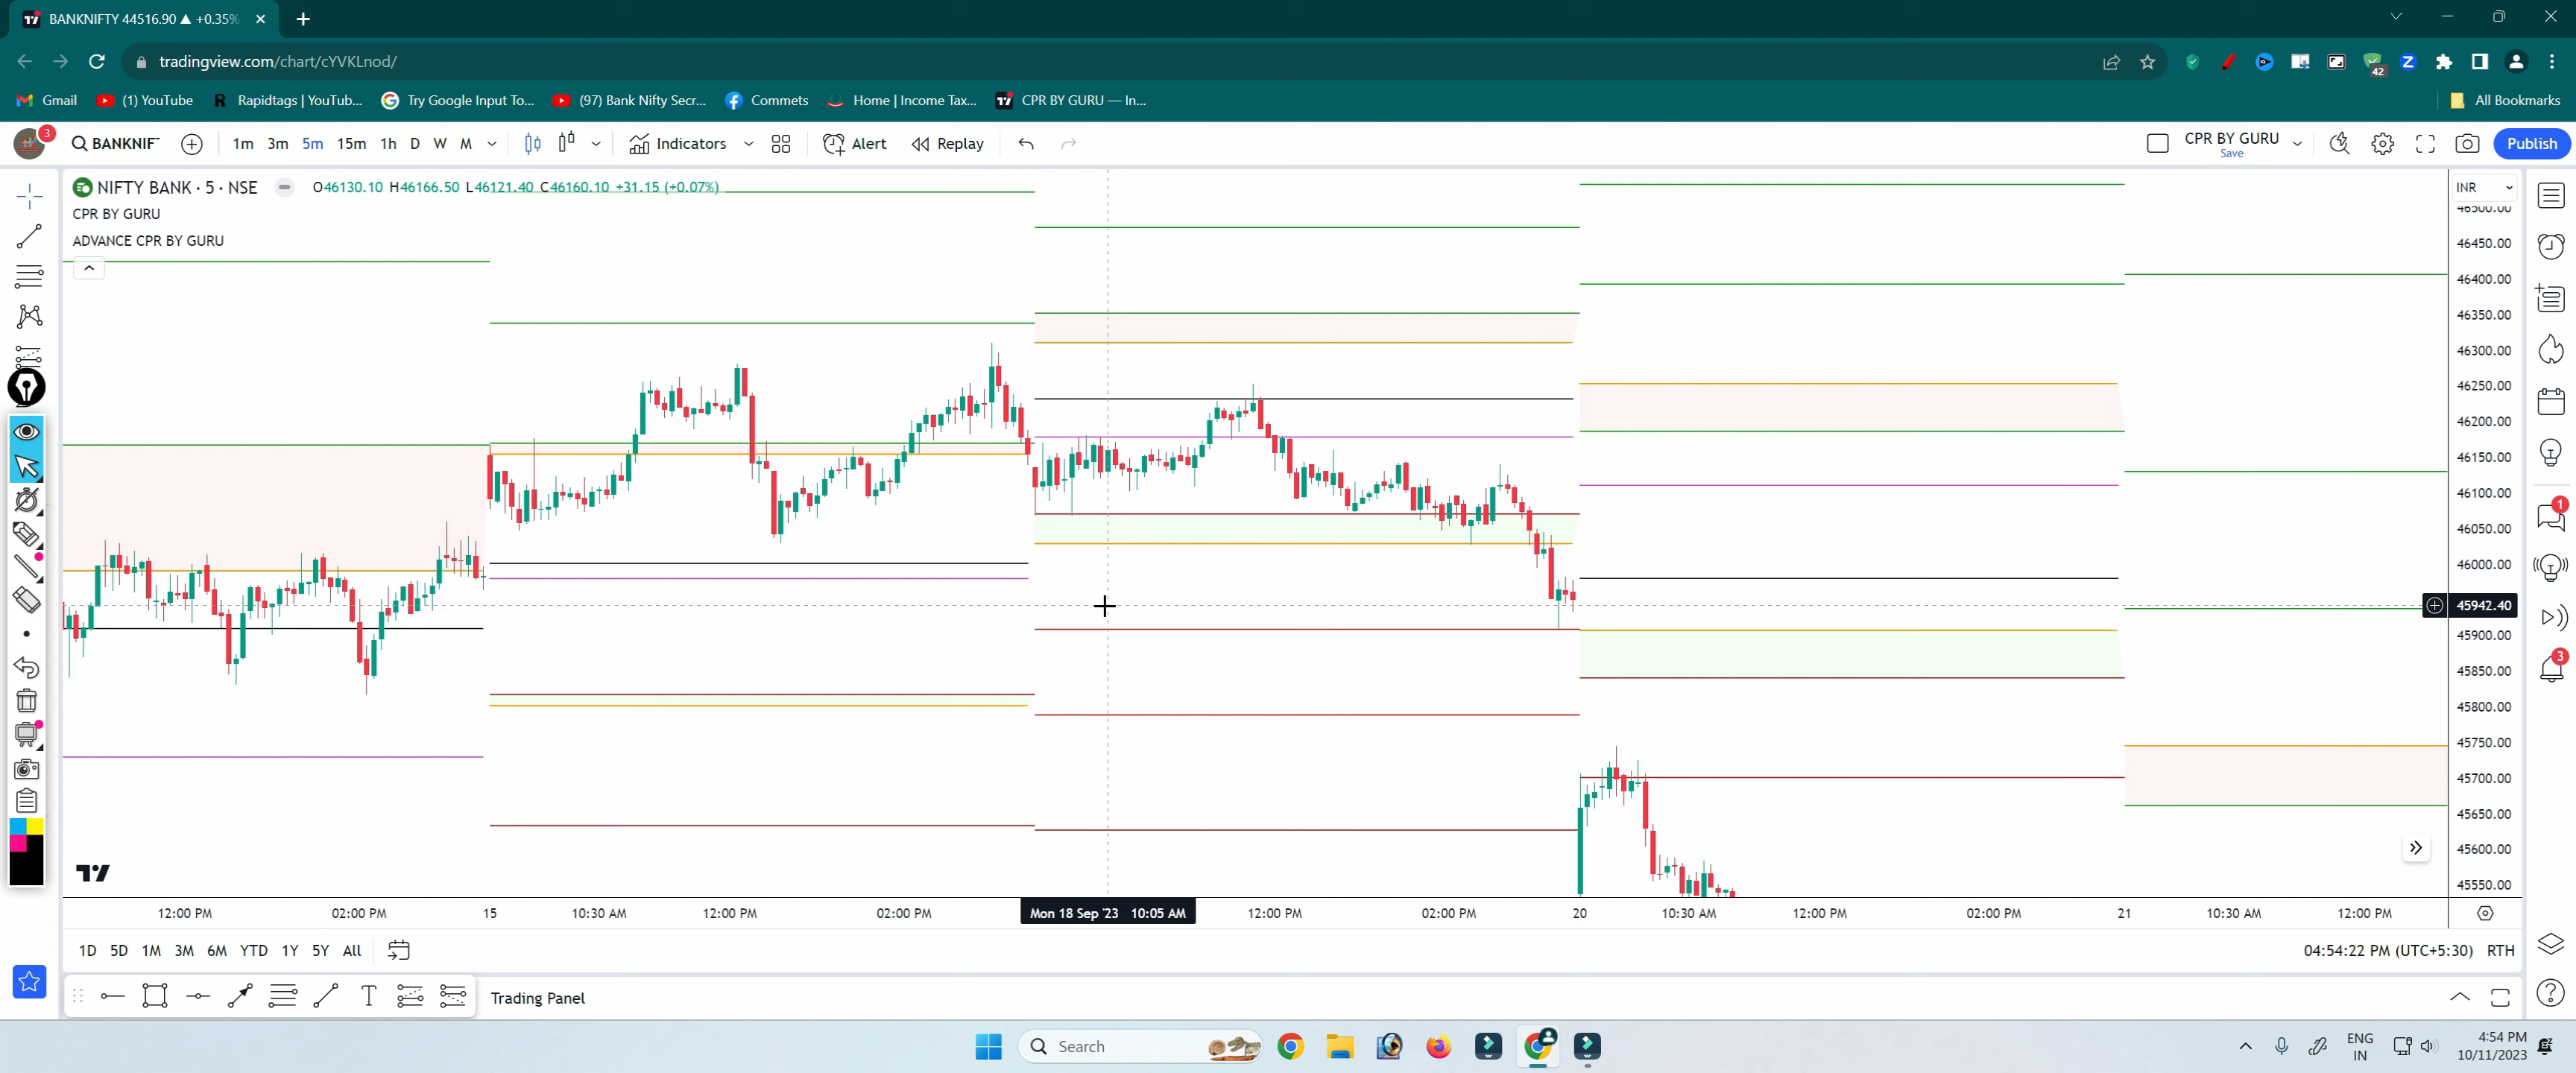 BANKNIFTY 44516.90 ▲ +0.35%
tradingview.com/chart/cYVKLnod/
42
Gmail (1) YouTube Rapidtags | YouTub... Try Google Input To... (97) Bank Nifty Secr... Commets Home | Income Tax... CPR BY GURU — In... All Bookmarks
3 BANKNIF 1m 3m 5m 15m 1h D W M Indicators Alert Replay CPR BY GURU Save Publish
NIFTY BANK · 5 · NSE O46130.10 H46166.50 L46121.40 C46160.10 +31.15 (+0.07%) INR
CPR BY GURU
ADVANCE CPR BY GURU
46500.00
46450.00
46400.00
46350.00
46300.00
46250.00
46200.00
46150.00
46100.00
46050.00
46000.00
45942.40
45900.00
45850.00
45800.00
45750.00
45700.00
45650.00
45600.00
45550.00
1
3
12:00 PM 02:00 PM 15 10:30 AM 12:00 PM 02:00 PM Mon 18 Sep '23 10:05 AM 12:00 PM 02:00 PM 20 10:30 AM 12:00 PM 02:00 PM 21 10:30 AM 12:00 PM
1D 5D 1M 3M 6M YTD 1Y 5Y All 04:54:22 PM (UTC+5:30) RTH
Trading Panel
Search
ENG
IN
4:54 PM
10/11/2023